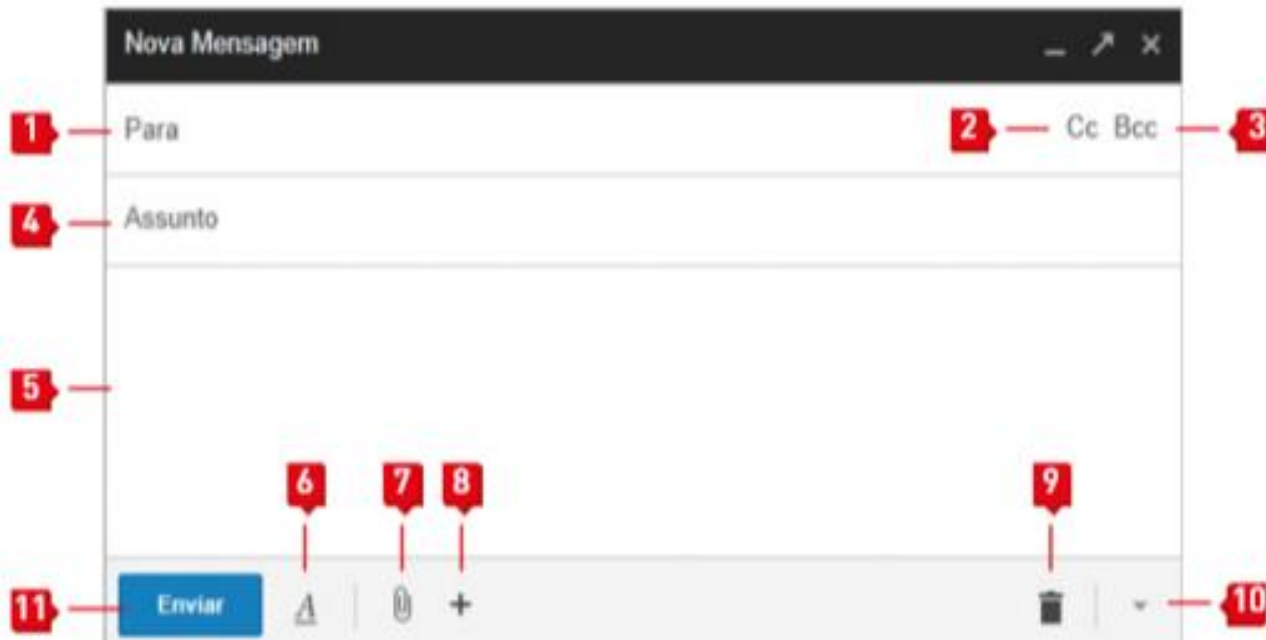 Nova Mensagem
1 Para 2 Cc Bcc 3
4 Assunto
5
6 7 8 9
11 Enviar A 10